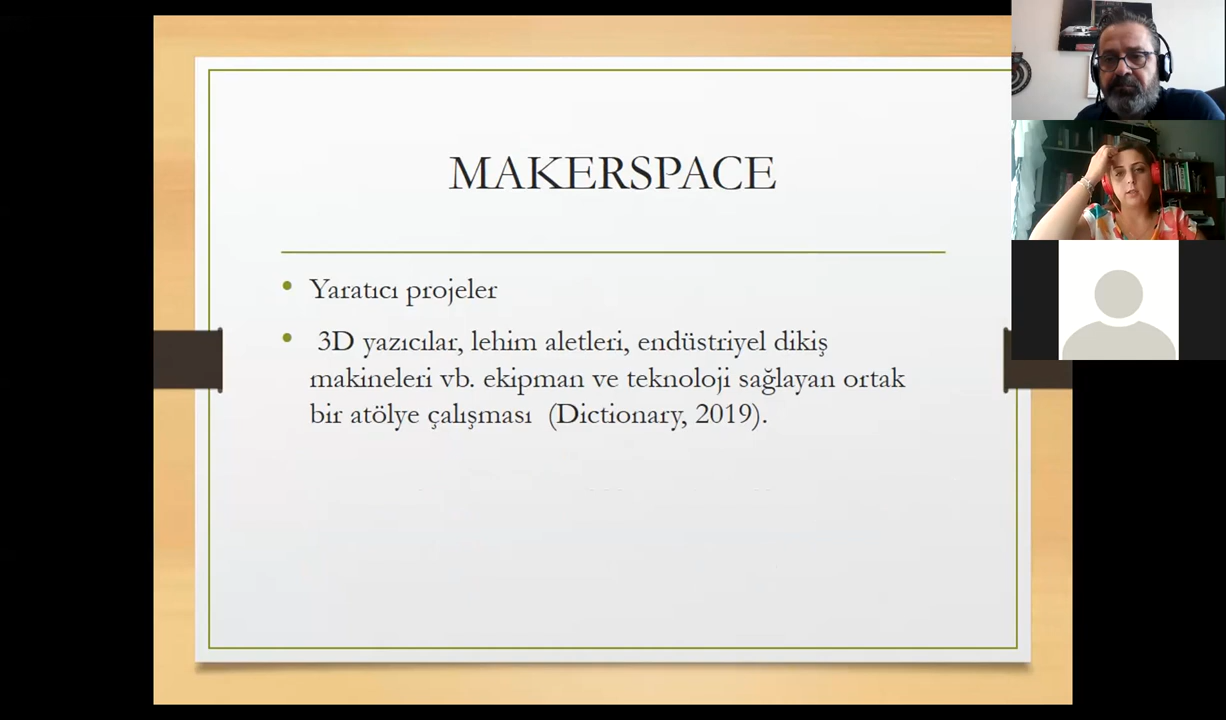 MAKERSPACE
• Yaratıcı projeler
• 3D yazıcılar, lehim aletleri, endüstriyel dikiş
makineleri vb. ekipman ve teknoloji sağlayan ortak
bir atölye çalışması (Dictionary, 2019).